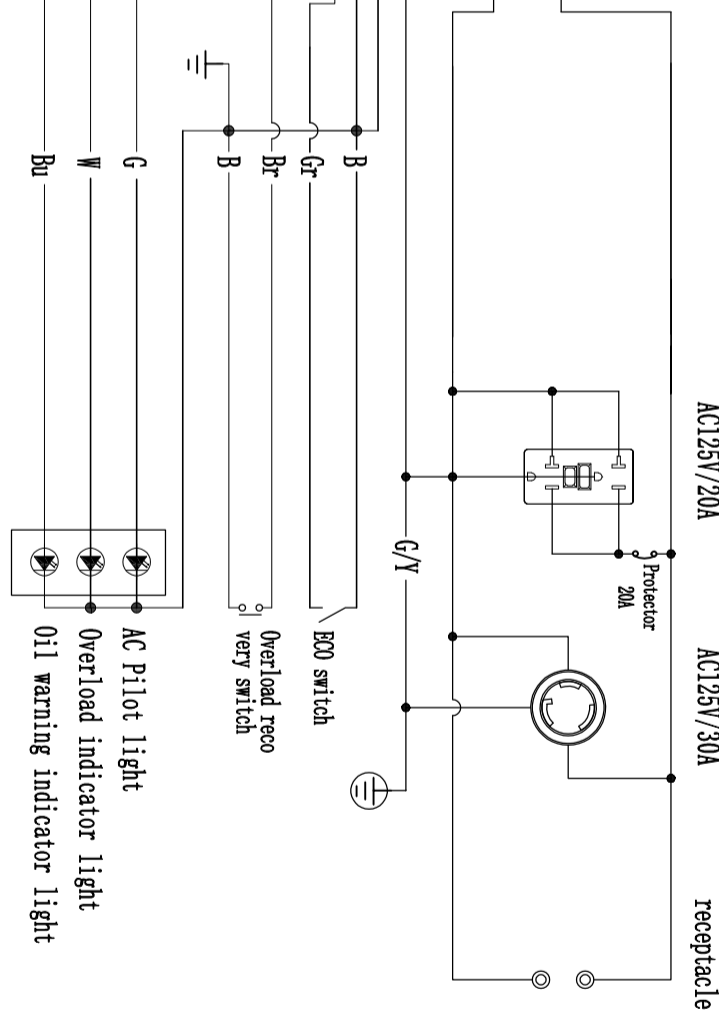 AC125V/20A
AC125V/30A
receptacle
Protector
20A
G/Y
B
Gr
Br
B
G
W
Bu
ECO switch
Overload reco
very switch
AC Pilot light
Overload indicator light
Oil warning indicator light